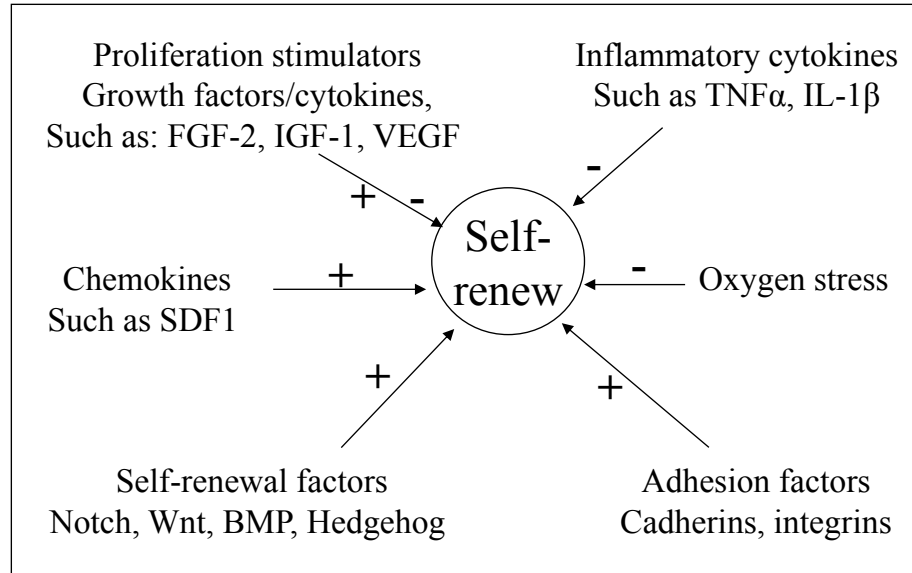 Proliferation stimulators
Growth factors/cytokines,
Such as: FGF-2, IGF-1, VEGF
Inflammatory cytokines
Such as TNFα, IL-1β
+ -
-
Self-
renew
Chemokines
Such as SDF1
+
-
Oxygen stress
+
+
Self-renewal factors
Notch, Wnt, BMP, Hedgehog
Adhesion factors
Cadherins, integrins